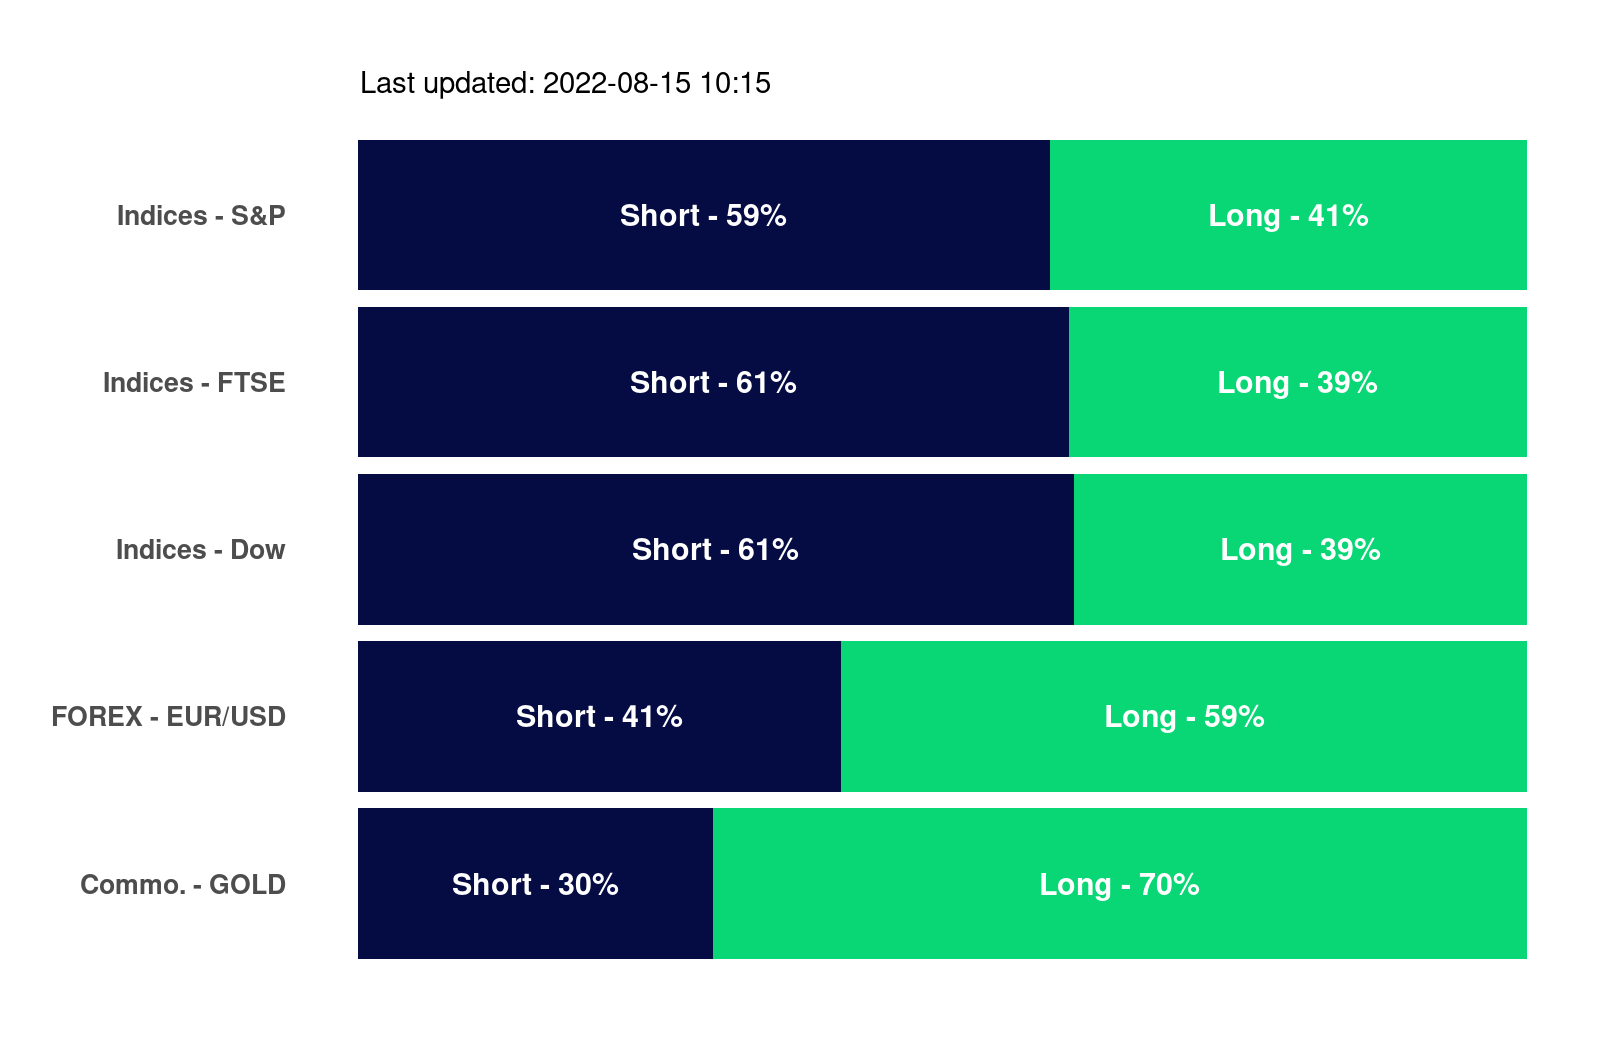 Last updated: 2022-08-15 10:15
Indices - S&P
Short - 59%
Long - 41%
Indices - FTSE
Short - 61%
Long - 39%
Indices - Dow
Short - 61%
Long - 39%
FOREX - EUR/USD
Short - 41%
Long - 59%
Commo. - GOLD
Short - 30%
Long - 70%